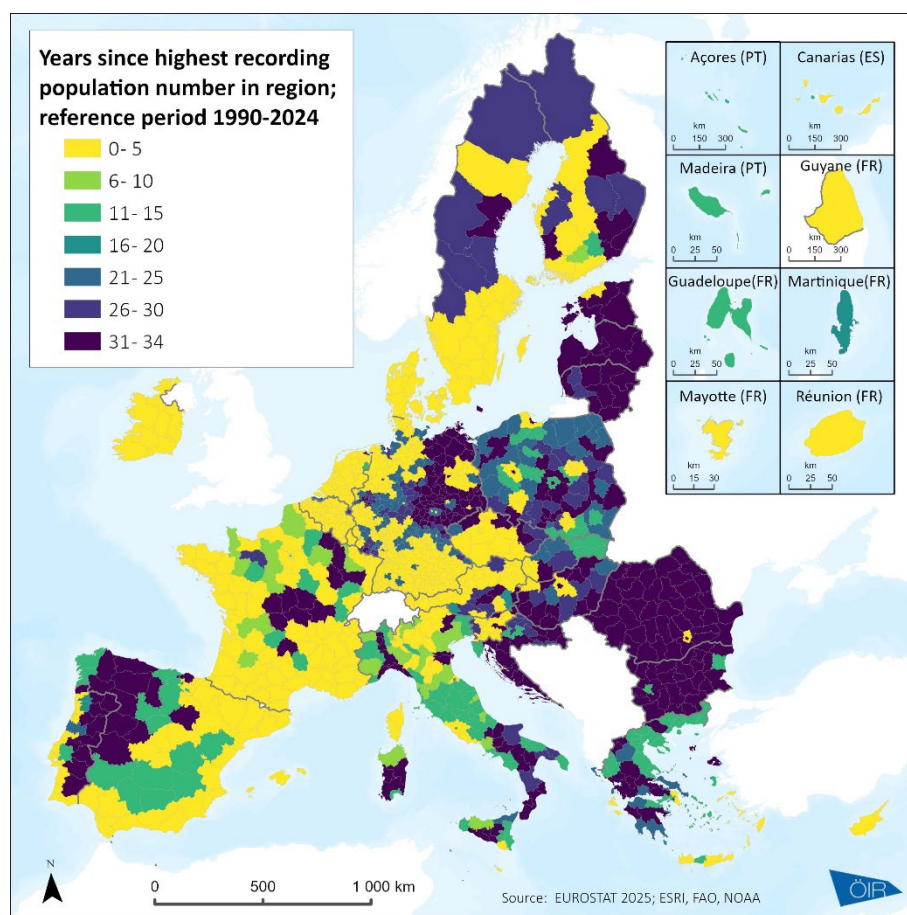 Years since highest recording
population number in region;
reference period 1990-2024
0- 5
6- 10
11- 15
16- 20
21- 25
26- 30
31- 34
Açores (PT)
km
0 150 300
Canarias (ES)
km
0 150 300
Madeira (PT)
km
0 25 50
Guyane (FR)
km
0 150 300
Guadeloupe(FR)
km
0 25 50
Martinique(FR)
km
0 25 50
Mayotte (FR)
km
0 15 30
Réunion (FR)
km
0 25 50
N
0 500 1 000 km
Source: EUROSTAT 2025; ESRI, FAO, NOAA
ÖIR